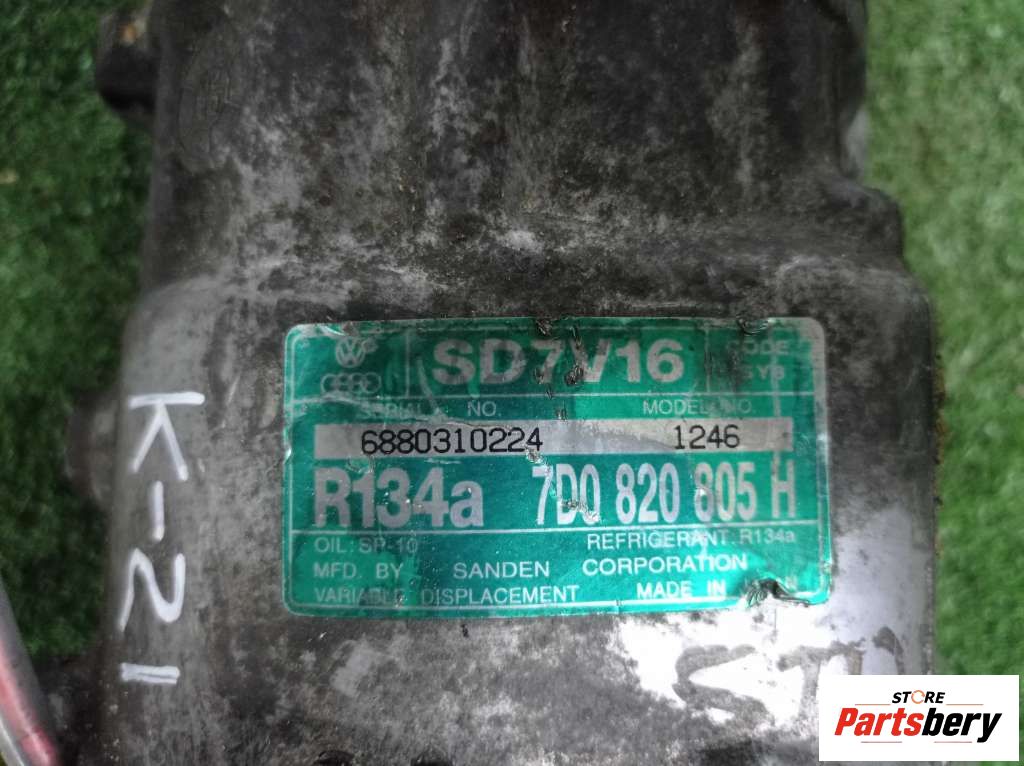 SD7V16
SERIAL NO. MODEL NO.
6880310224 1246
R134a 7D0 820 805 H
OIL: SP-10 REFRIGERANT: R134a
MFD. BY SANDEN CORPORATION
VARIABLE DISPLACEMENT MADE IN
K-21
STORE
Partsbery